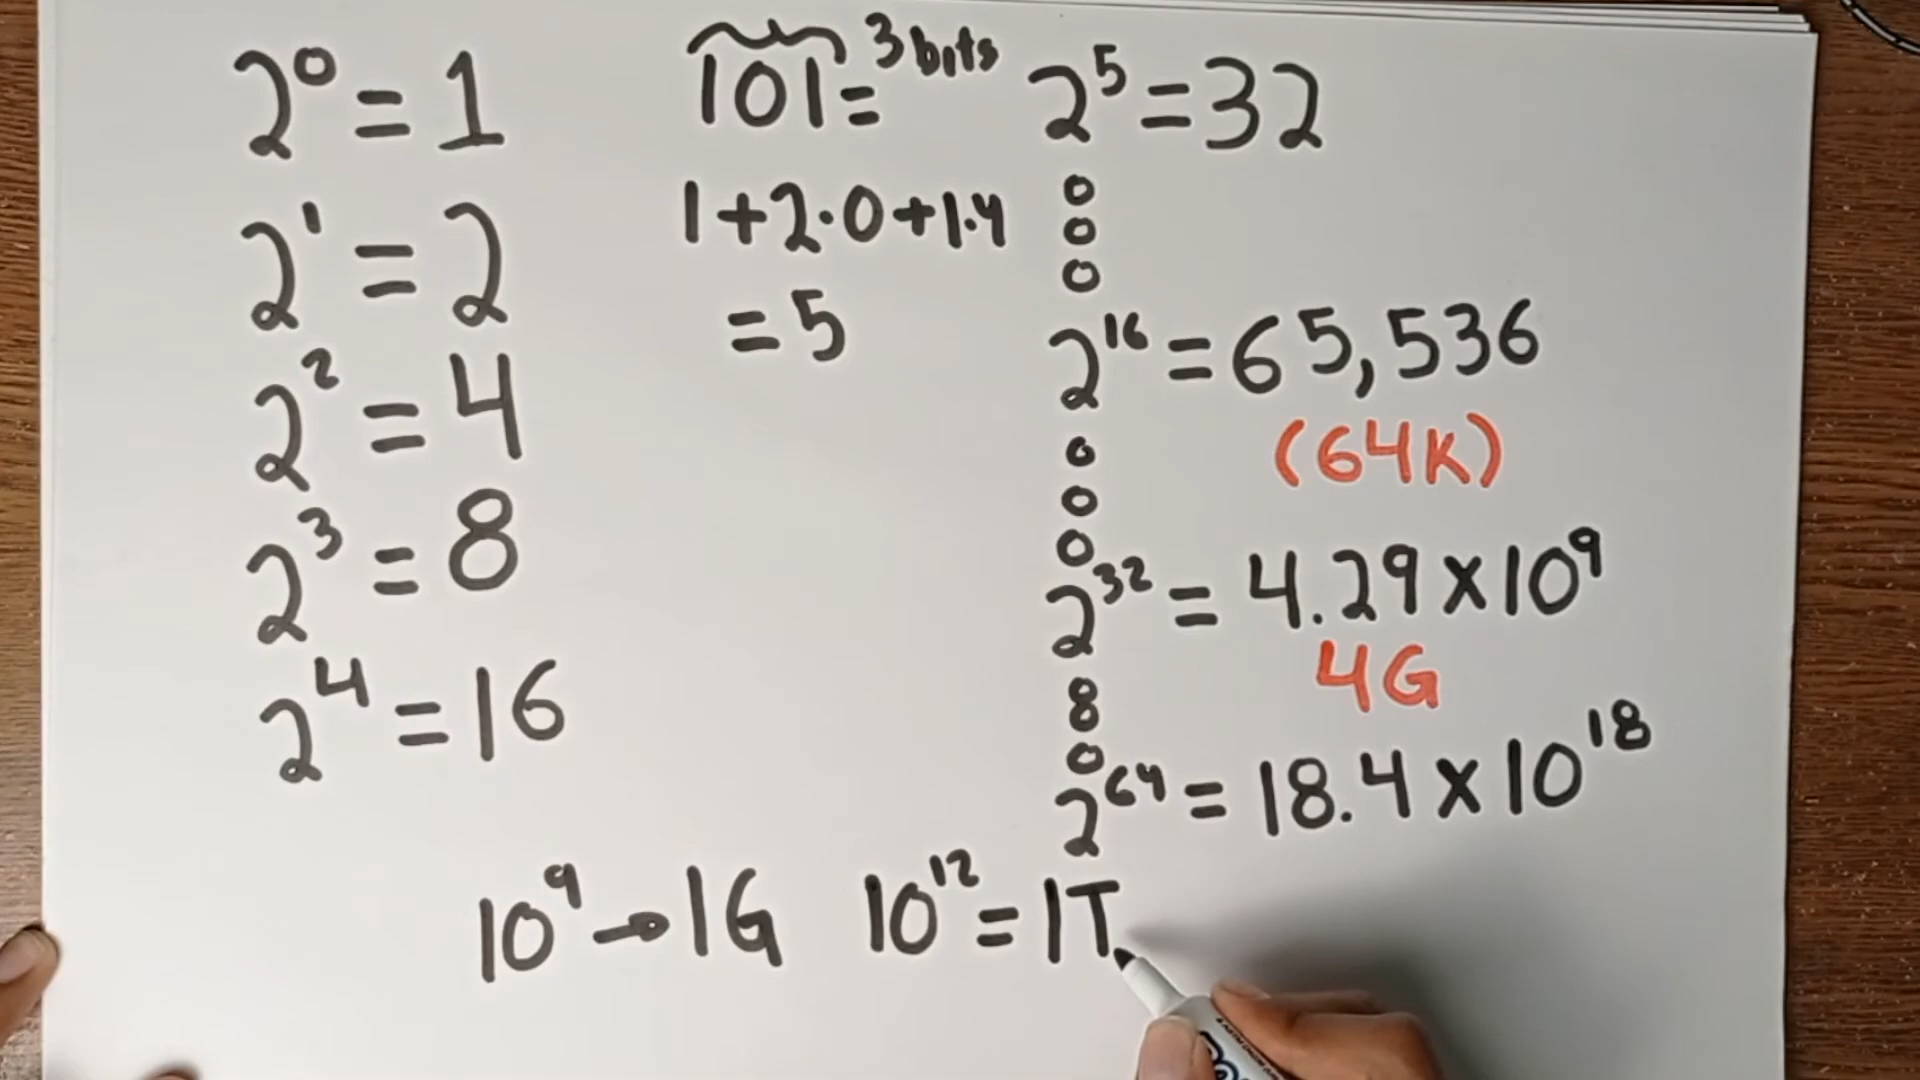 2⁰ = 1
2¹ = 2
2² = 4
2³ = 8
2⁴ = 16
101 = 3 bits
1+2·0+1·4
= 5
2⁵ = 32
2¹⁶ = 65,536
(64K)
2³² = 4.29 x 10⁹
4G
2⁶⁴ = 18.4 x 10¹⁸
10⁹ → 1G
10¹² = 1T